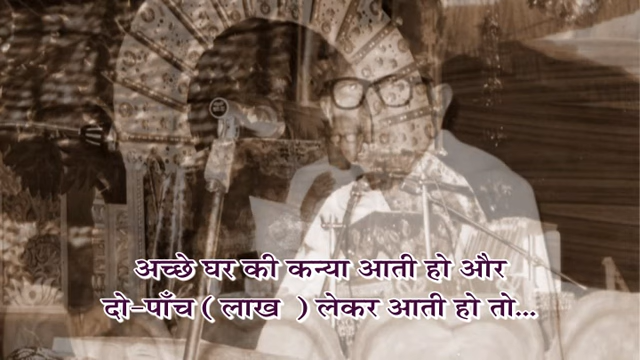 अच्छे घर की कन्या आती हो और
दो-पाँच ( लाख ) लेकर आती हो तो...